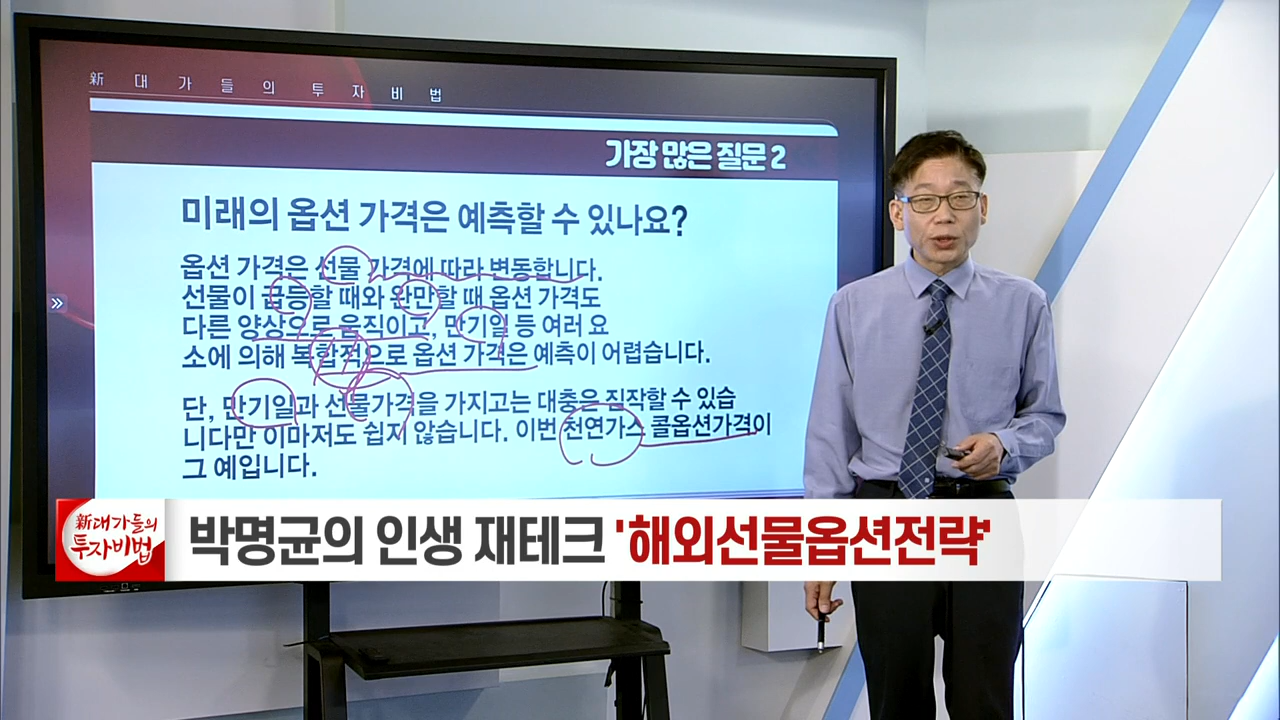 新 대 가 들 의 투 자 비 법
가장 많은 질문 2
미래의 옵션 가격은 예측할 수 있나요?
옵션 가격은 선물 가격에 따라 변동합니다.
선물이 급등할 때와 완만할 때 옵션 가격도
다른 양상으로 움직이고, 만기일 등 여러 요
소에 의해 복합적으로 옵션 가격은 예측이 어렵습니다.
단, 만기일과 선물가격을 가지고는 대충은 짐작할 수 있습
니다만 이마저도 쉽지 않습니다. 이번 천연가스 콜옵션가격이
그 예입니다.
新대가들의
투자비법
박명균의 인생 재테크 '해외선물옵션전략'